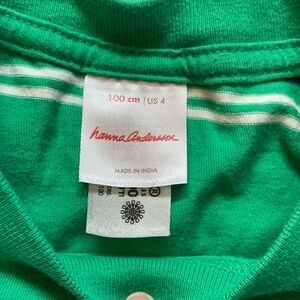 100 cm | US 4
hanna Andersson
MADE IN INDIA